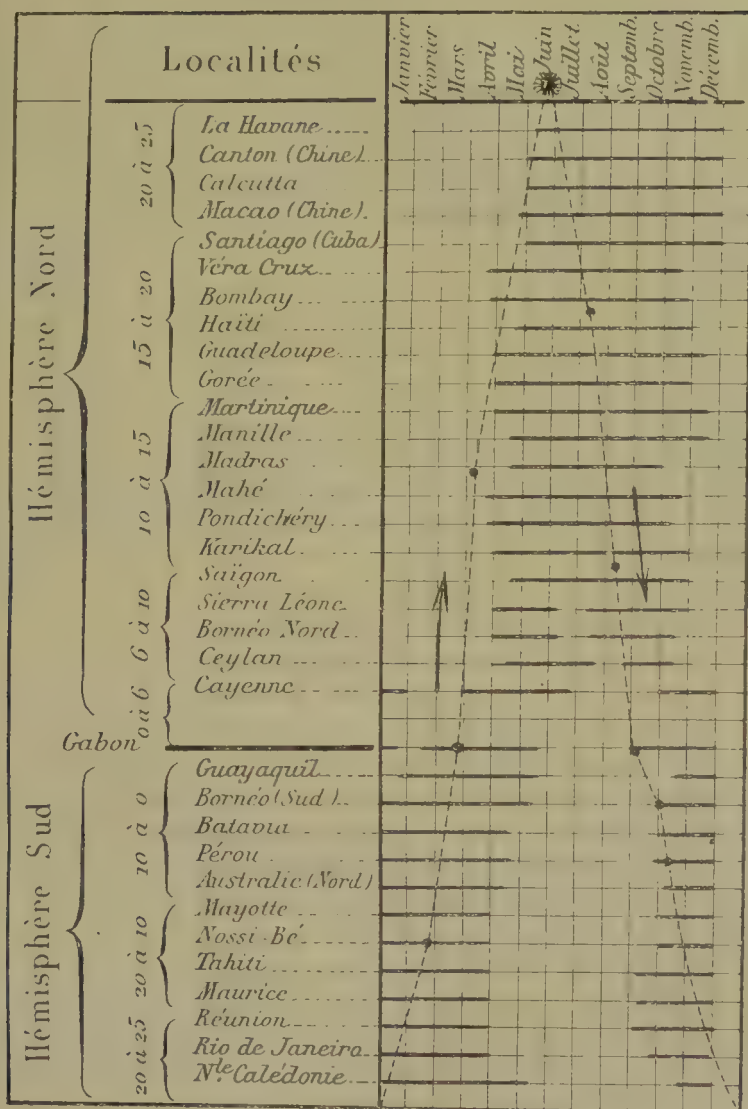 Localités
Janvier
Février
Mars
Avril
Mai
Juin
Juillet
Août
Septemb.
Octobre
Novemb.
Décemb.
Hémisphère Nord
20 à 25
La Havane
Canton (Chine)
Calcutta
Macao (Chine)
Santiago (Cuba)
15 à 20
Véra Cruz
Bombay
Haïti
Guadeloupe
Gorée
10 à 15
Martinique
Manille
Madras
Mahé
Pondichéry
Karikal
6 à 10
Saïgon
Sierra Léone
Bornéo Nord
Ceylan
0 à 6
Cayenne
Gabon
Hémisphère Sud
10 à 0
Guayaquil
Bornéo (Sud)
Batavia
Pérou
Australie (Nord)
20 à 10
Mayotte
Nossi-Bé
Tahiti
Maurice
20 à 25
Réunion
Rio de Janeiro
Nlle Calédonie